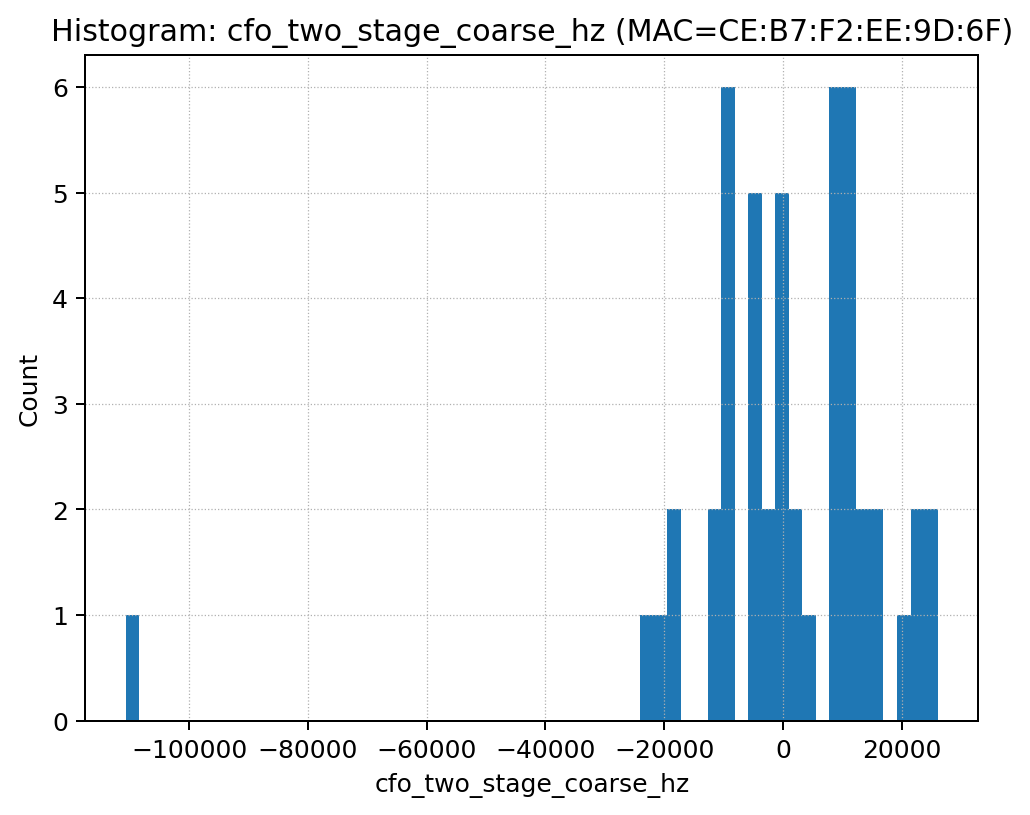 Histogram: cfo_two_stage_coarse_hz (MAC=CE:B7:F2:EE:9D:6F)
6
5
4
3
2
1
0
Count
−100000 −80000 −60000 −40000 −20000 0 20000
cfo_two_stage_coarse_hz